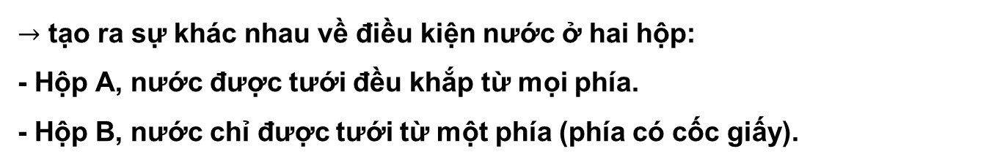 → tạo ra sự khác nhau về điều kiện nước ở hai hộp:
- Hộp A, nước được tưới đều khắp từ mọi phía.
- Hộp B, nước chỉ được tưới từ một phía (phía có cốc giấy).